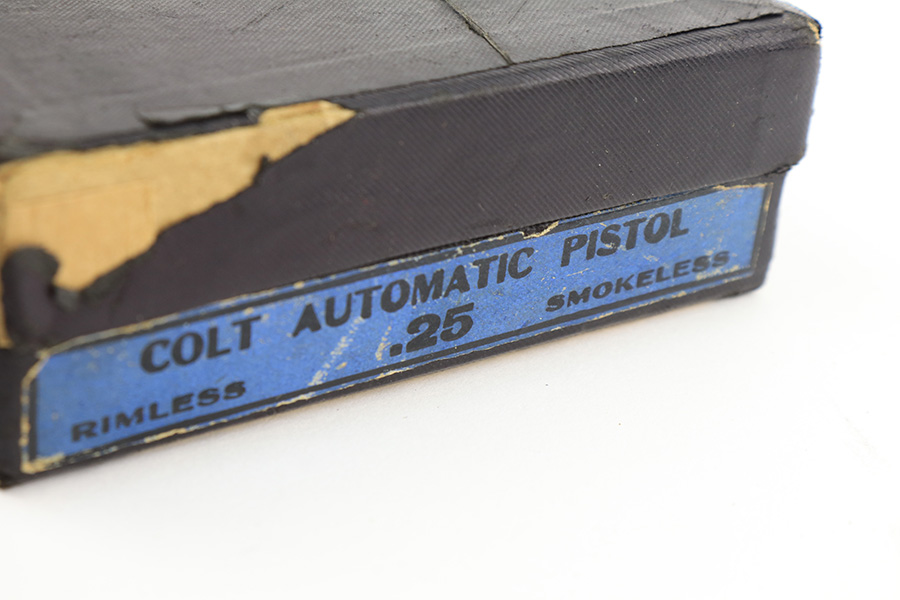 COLT AUTOMATIC PISTOL
.25
RIMLESS SMOKELESS